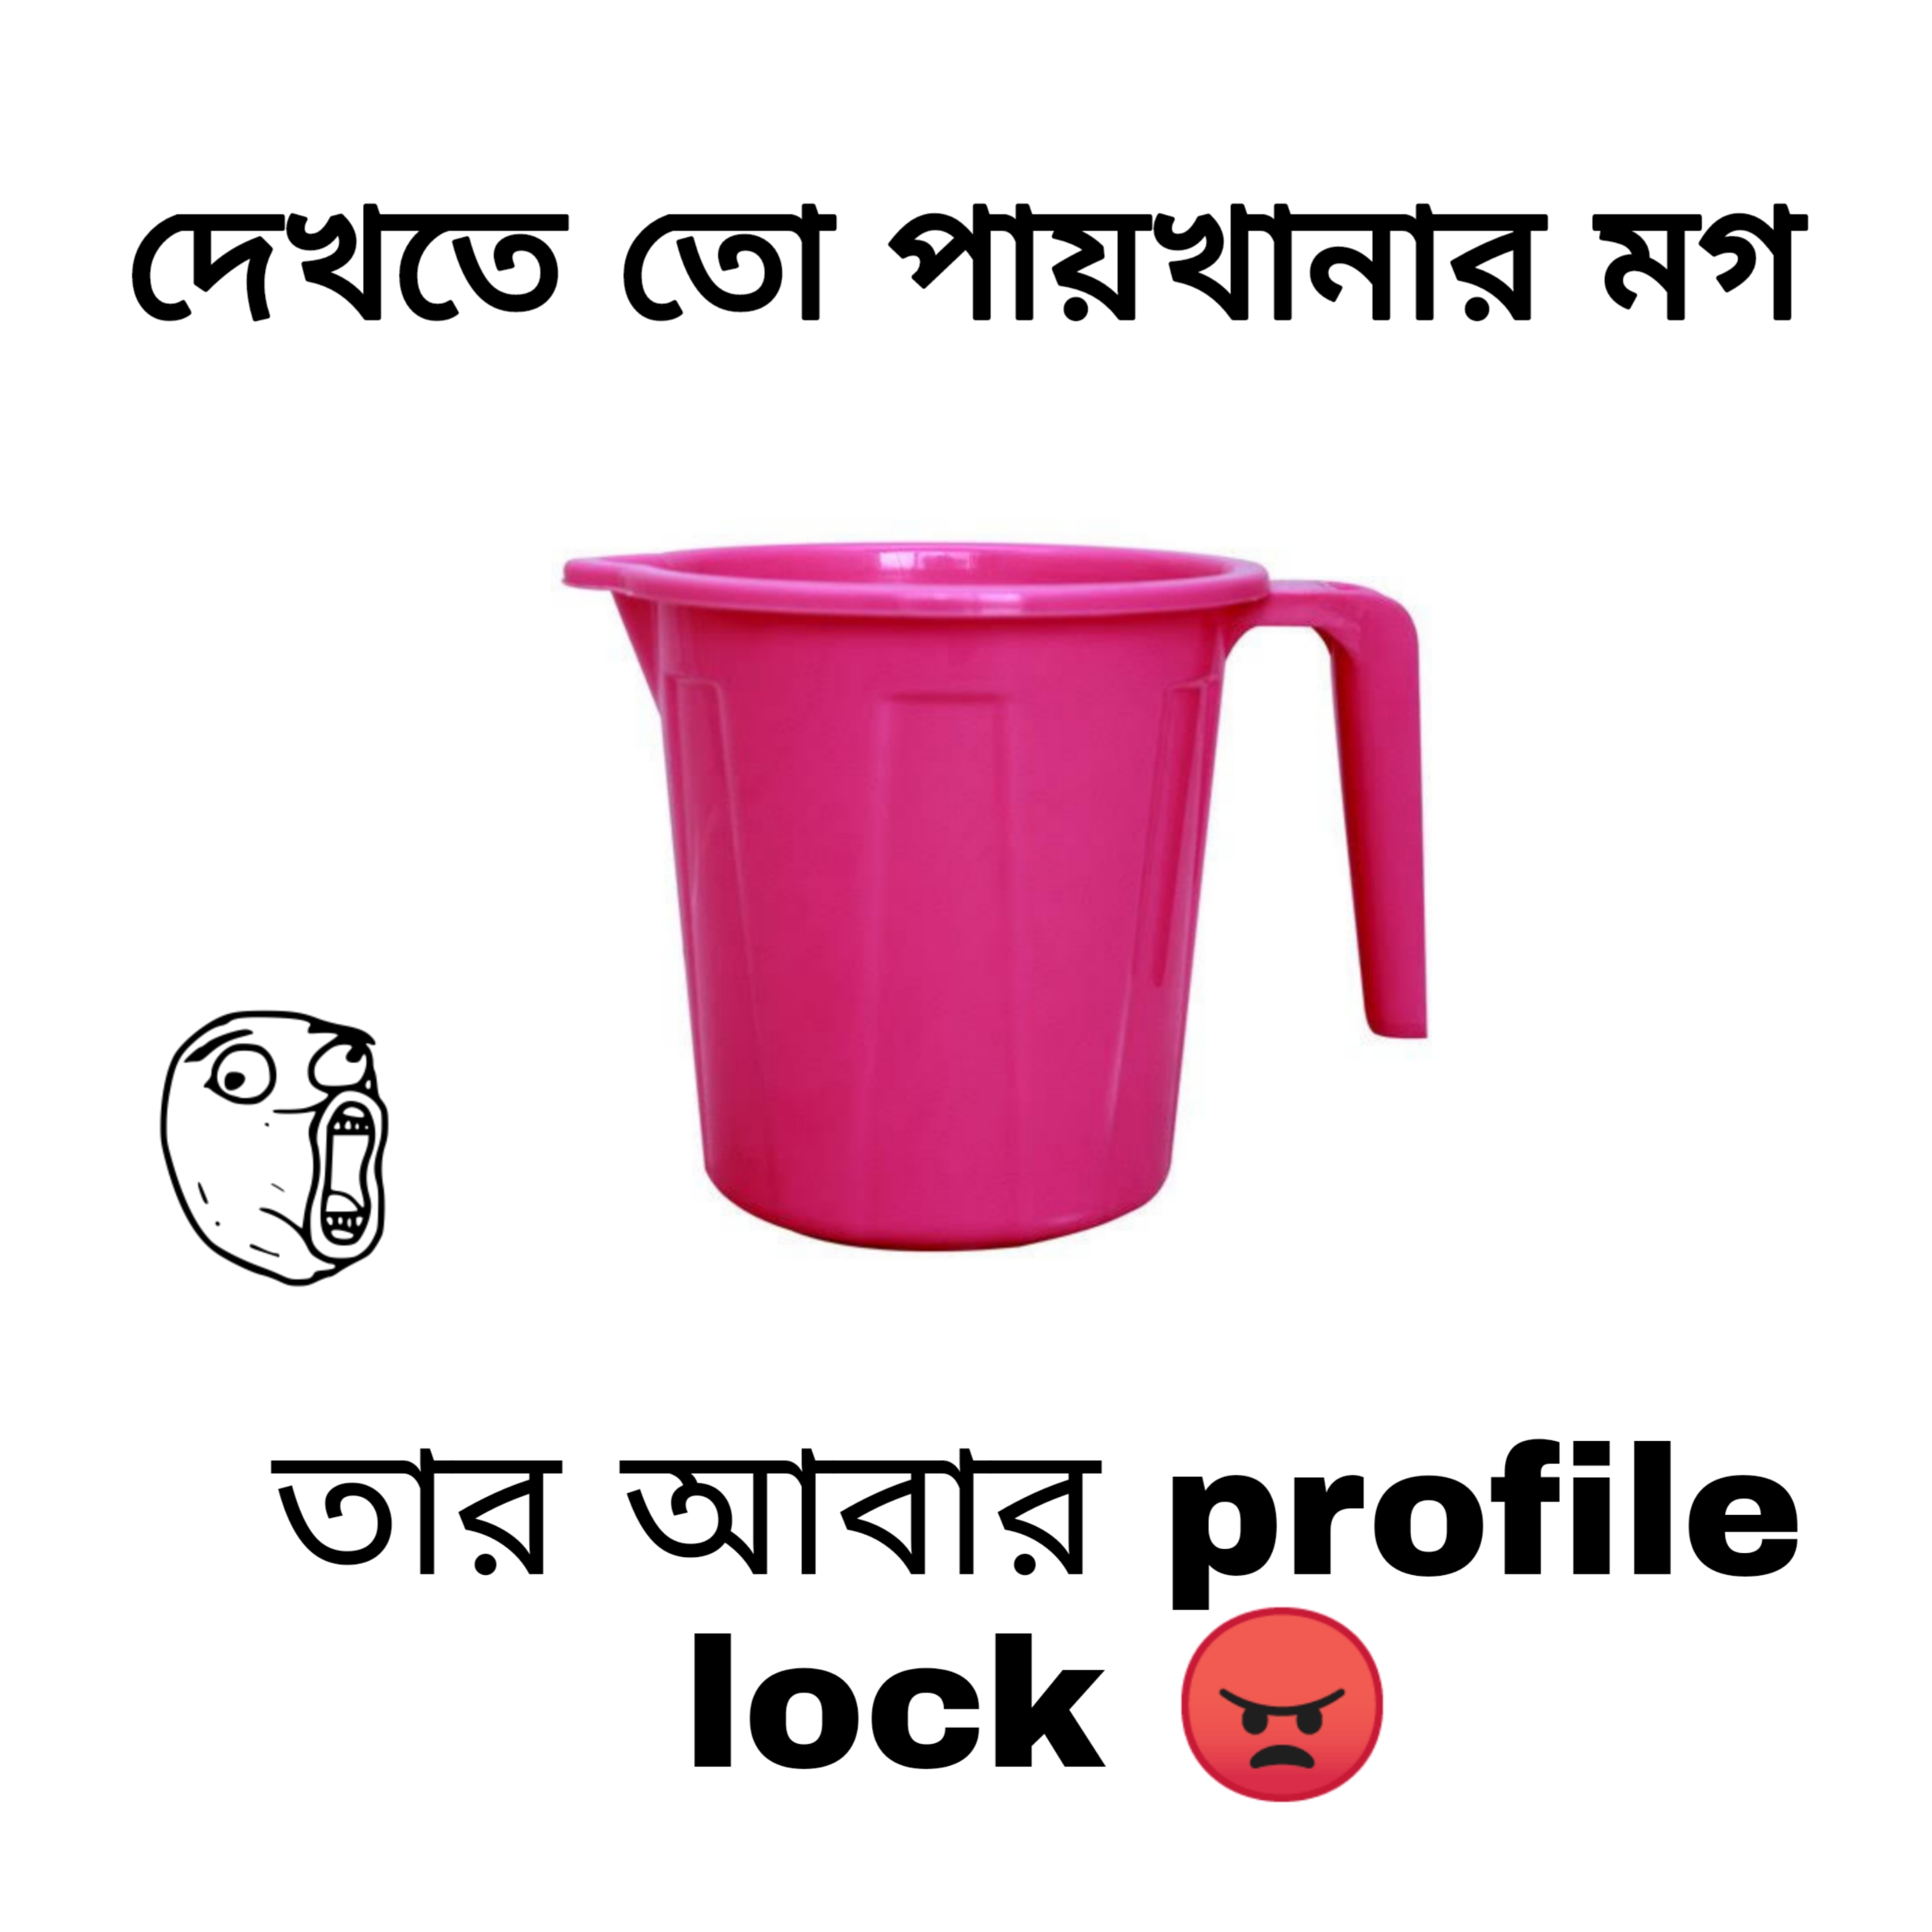 দেখতে তো পায়খানার মগ
তার আবার profile
lock 😡